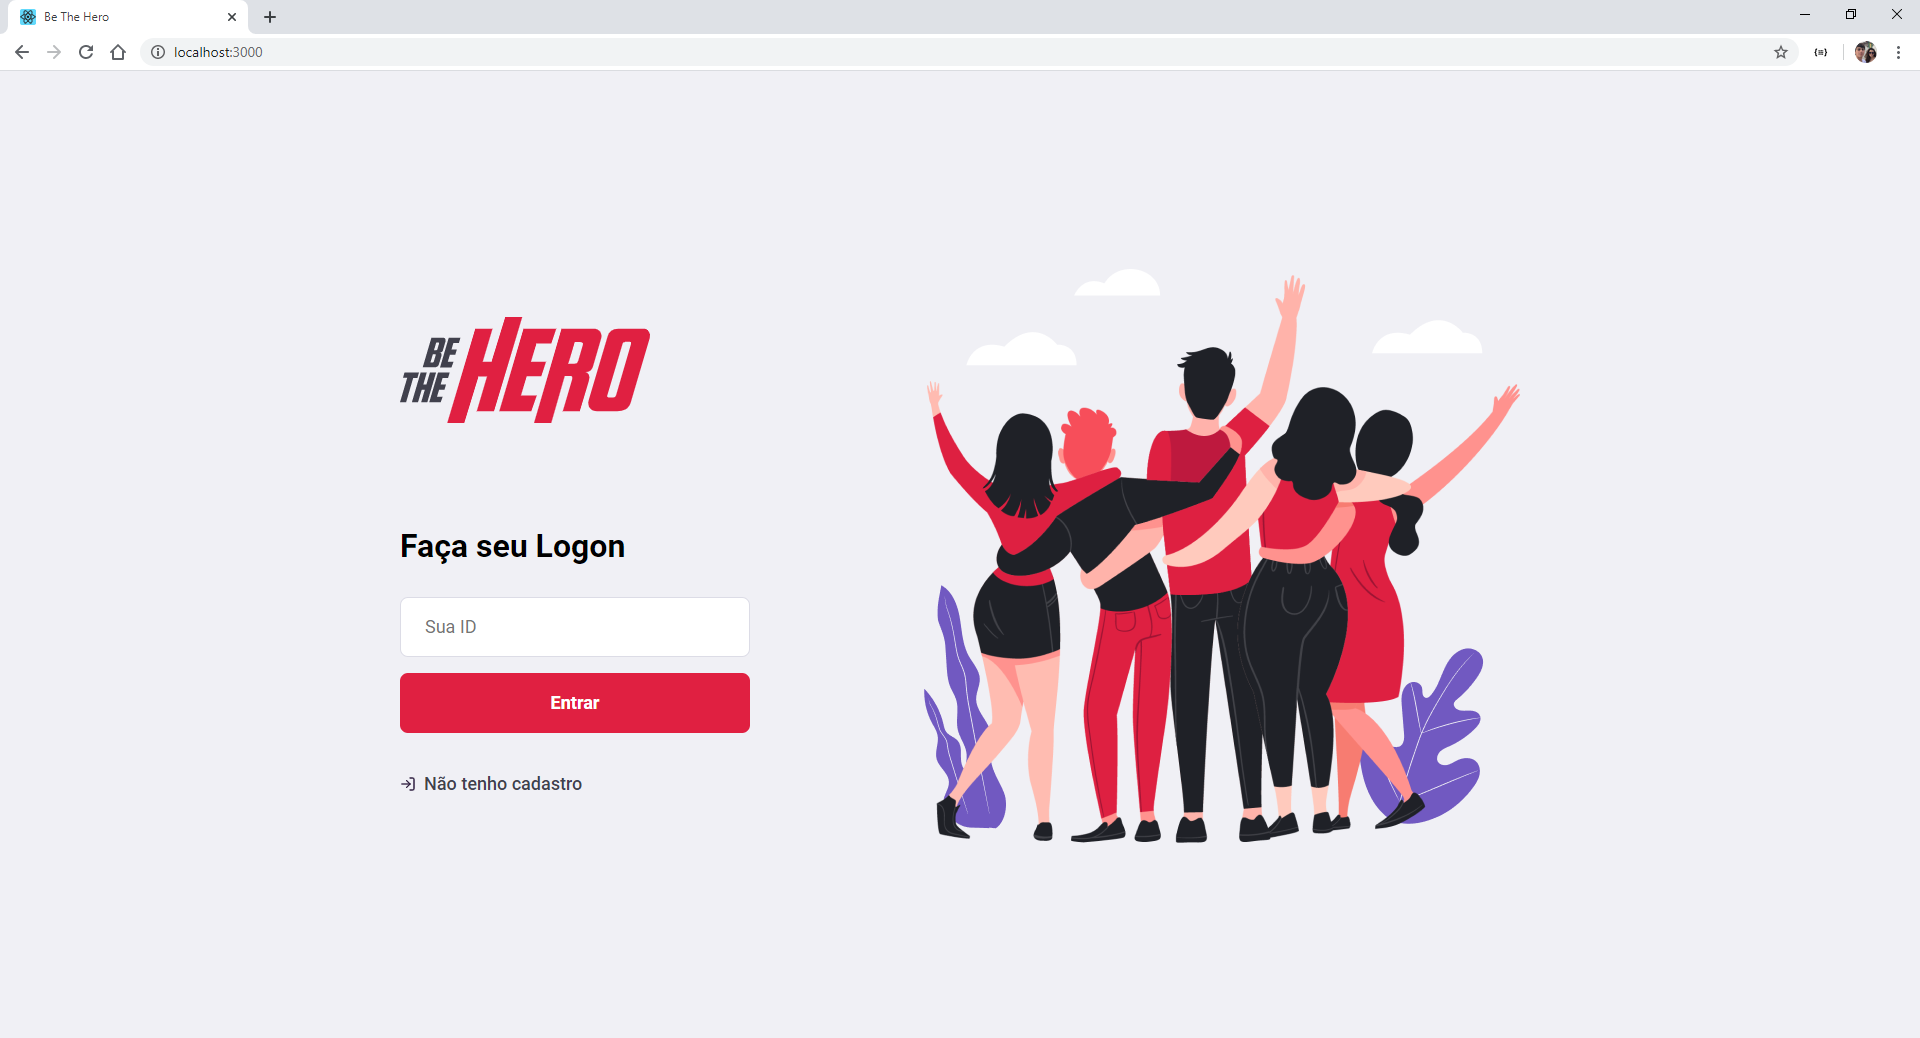 Be The Hero
localhost:3000
BE
THE
HERO
Faça seu Logon
Sua ID
Entrar
Não tenho cadastro